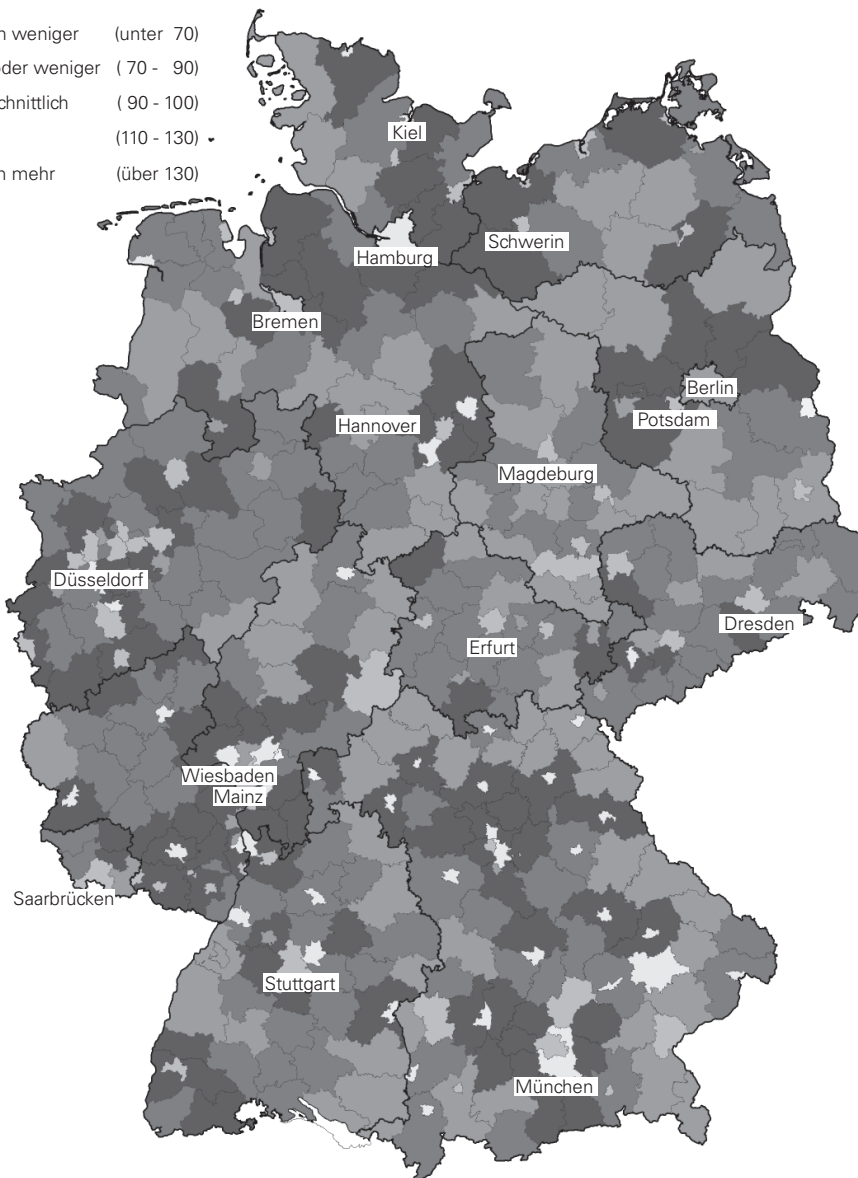 n weniger (unter 70)
oder weniger ( 70 - 90)
chnittlich ( 90 - 100)
(110 - 130)
n mehr (über 130)
Kiel
Schwerin
Hamburg
Bremen
Berlin
Potsdam
Hannover
Magdeburg
Düsseldorf
Dresden
Erfurt
Wiesbaden
Mainz
Saarbrücken
Stuttgart
München